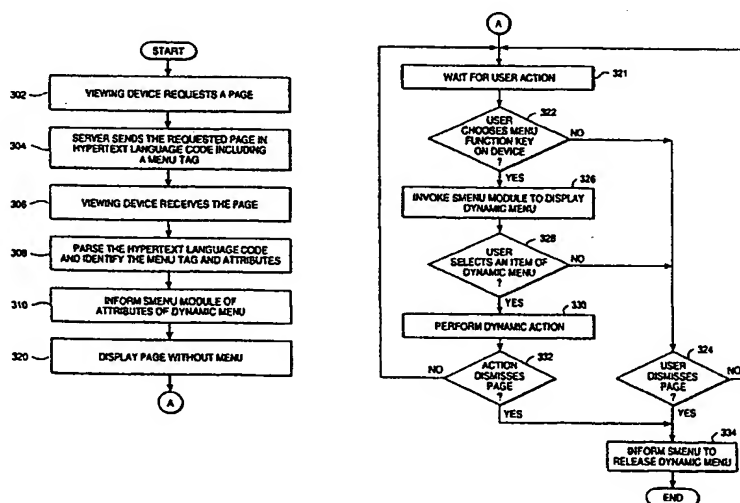 START
302
VIEWING DEVICE REQUESTS A PAGE
304
SERVER SENDS THE REQUESTED PAGE IN
HYPERTEXT LANGUAGE CODE INCLUDING
A MENU TAG
306
VIEWING DEVICE RECEIVES THE PAGE
308
PARSE THE HYPERTEXT LANGUAGE CODE
AND IDENTIFY THE MENU TAG AND ATTRIBUTES
310
INFORM SMENU MODULE OF
ATTRIBUTES OF DYNAMIC MENU
320
DISPLAY PAGE WITHOUT MENU
A
A
WAIT FOR USER ACTION
321
322
USER
CHOOSES MENU
FUNCTION KEY
ON DEVICE
?
NO
YES
326
INVOKE SMENU MODULE TO DISPLAY
DYNAMIC MENU
328
USER
SELECTS AN ITEM OF
DYNAMIC MENU
?
NO
YES
330
PERFORM DYNAMIC ACTION
332
NO
ACTION
DISMISSES
PAGE
?
YES
324
USER
DISMISSES
PAGE
?
NO
YES
334
INFORM SMENU TO
RELEASE DYNAMIC MENU
END